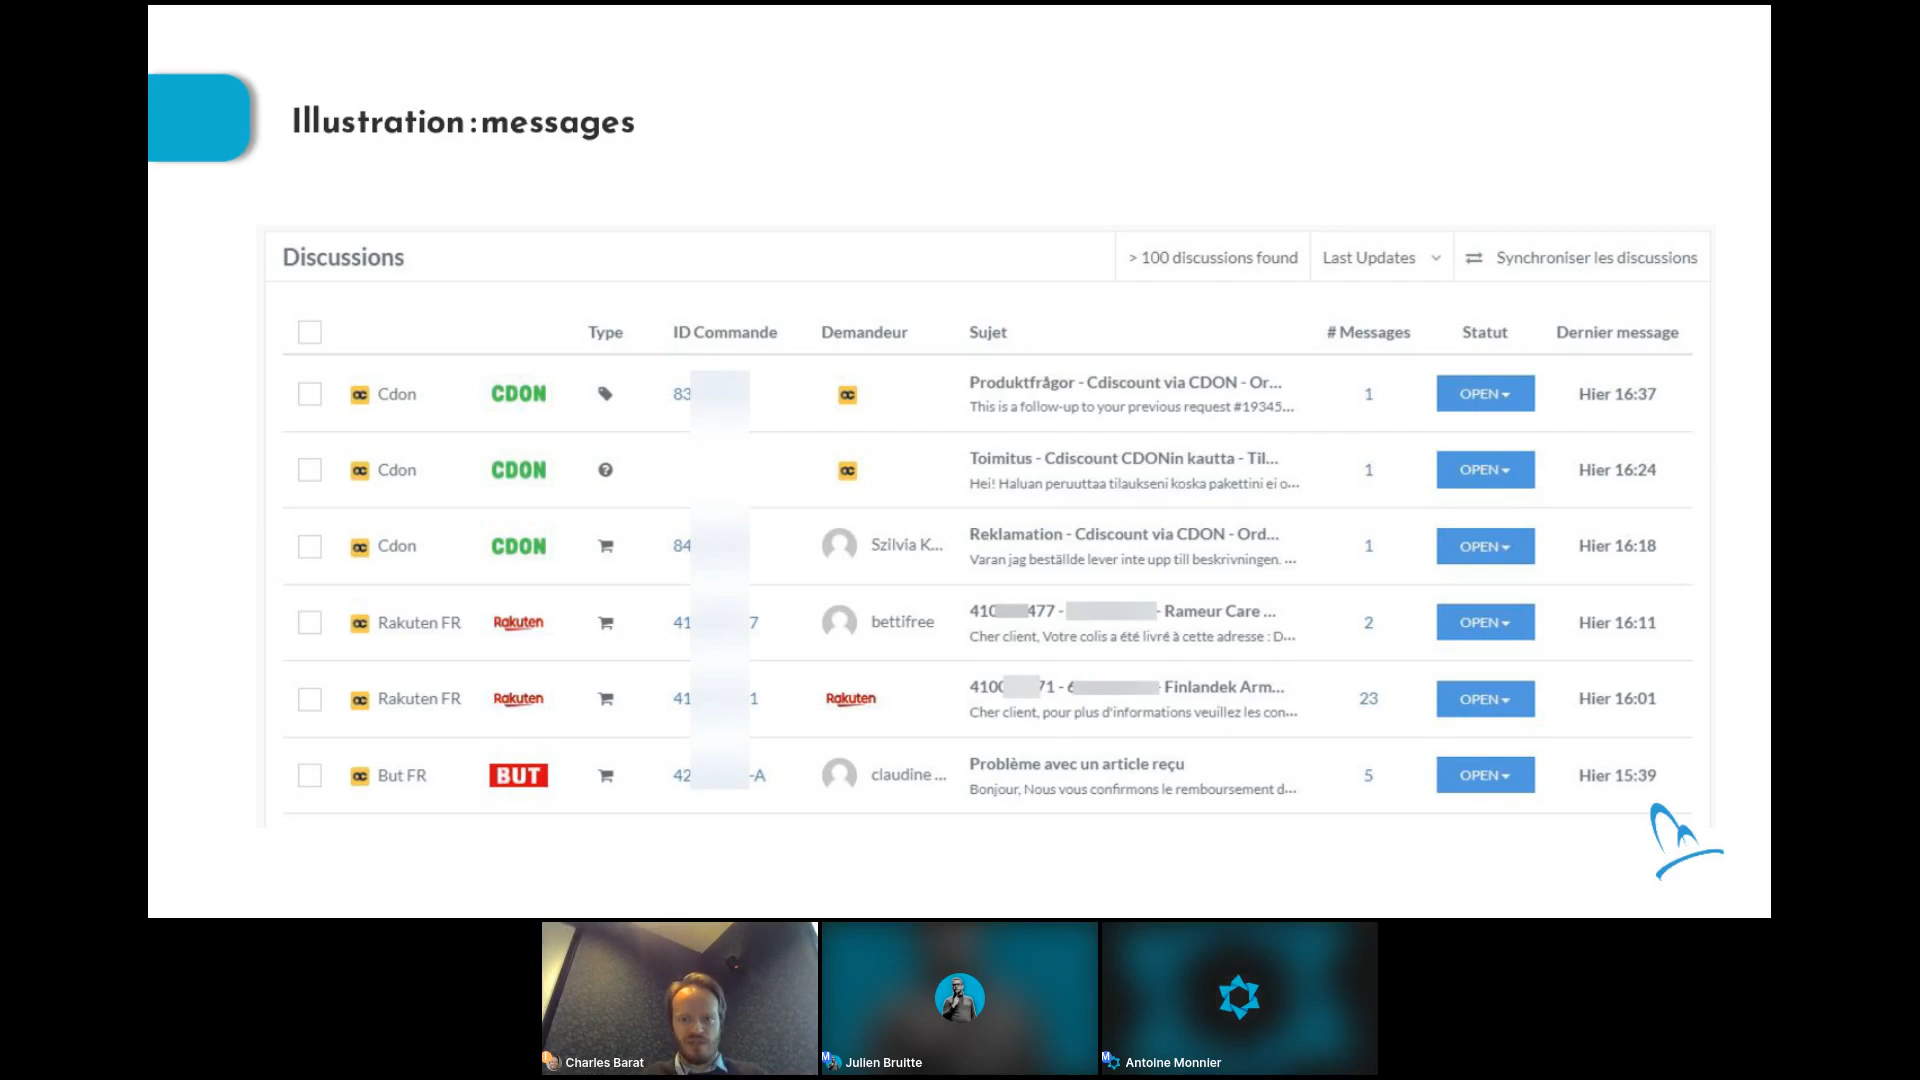 Illustration : messages
Discussions
> 100 discussions found
Last Updates
Synchroniser les discussions
Type ID Commande Demandeur Sujet # Messages Statut Dernier message
Cdon CDON 83 Produktfrågor - Cdiscount via CDON - Or... 1 OPEN Hier 16:37
This is a follow-up to your previous request #19345...
Cdon CDON Toimitus - Cdiscount CDONin kautta - Til... 1 OPEN Hier 16:24
Hei! Haluan peruuttaa tilaukseni koska pakettini ei o...
Cdon CDON 84 Szilvia K... Reklamation - Cdiscount via CDON - Ord... 1 OPEN Hier 16:18
Varan jag beställde lever inte upp till beskrivningen. ...
Rakuten FR Rakuten 41 7 bettifree 410 477 - - Rameur Care ... 2 OPEN Hier 16:11
Cher client, Votre colis a été livré à cette adresse : D...
Rakuten FR Rakuten 41 1 Rakuten 4100 71 - 6 - Finlandek Arm... 23 OPEN Hier 16:01
Cher client, pour plus d'informations veuillez les con...
But FR BUT 42 -A claudine ... Problème avec un article reçu 5 OPEN Hier 15:39
Bonjour, Nous vous confirmons le remboursement d...
Charles Barat
Julien Bruitte
Antoine Monnier